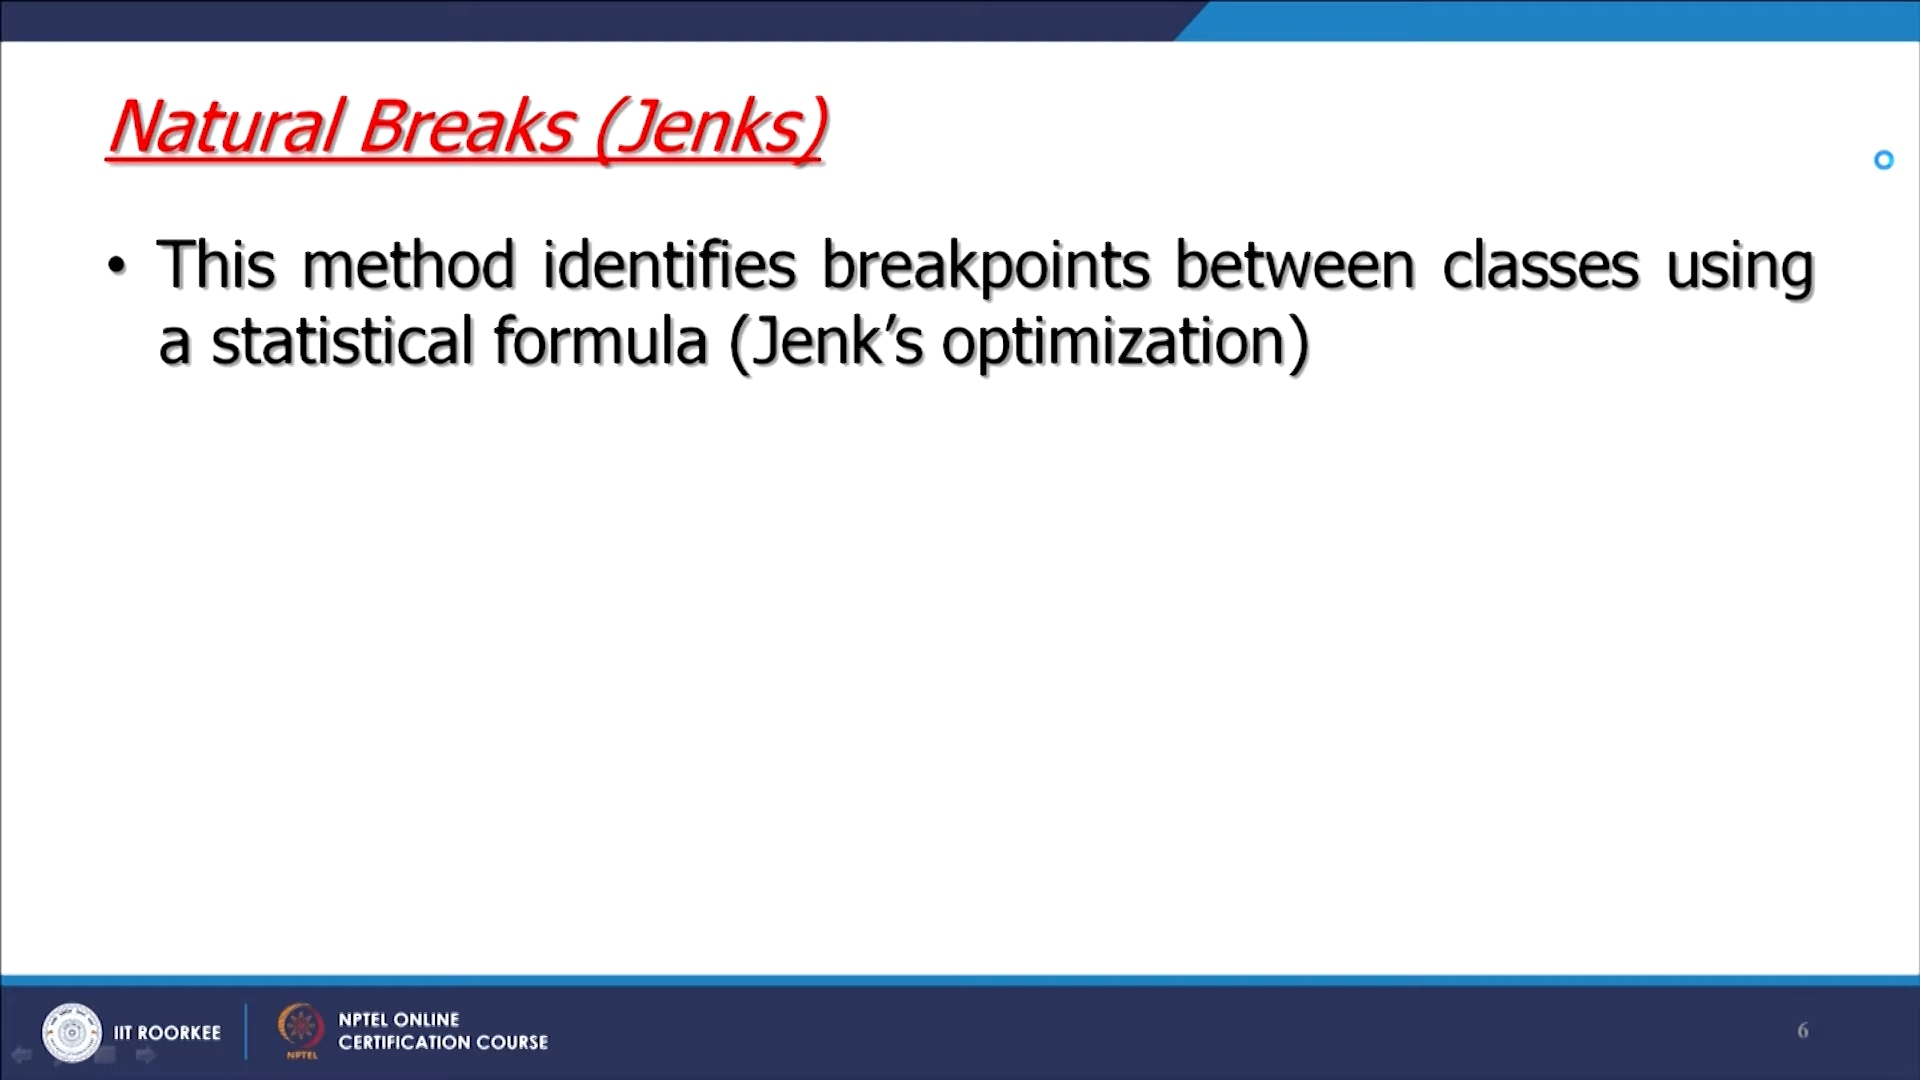 Natural Breaks (Jenks)
• This method identifies breakpoints between classes using
a statistical formula (Jenk’s optimization)
IIT ROORKEE
NPTEL
NPTEL ONLINE
CERTIFICATION COURSE
6